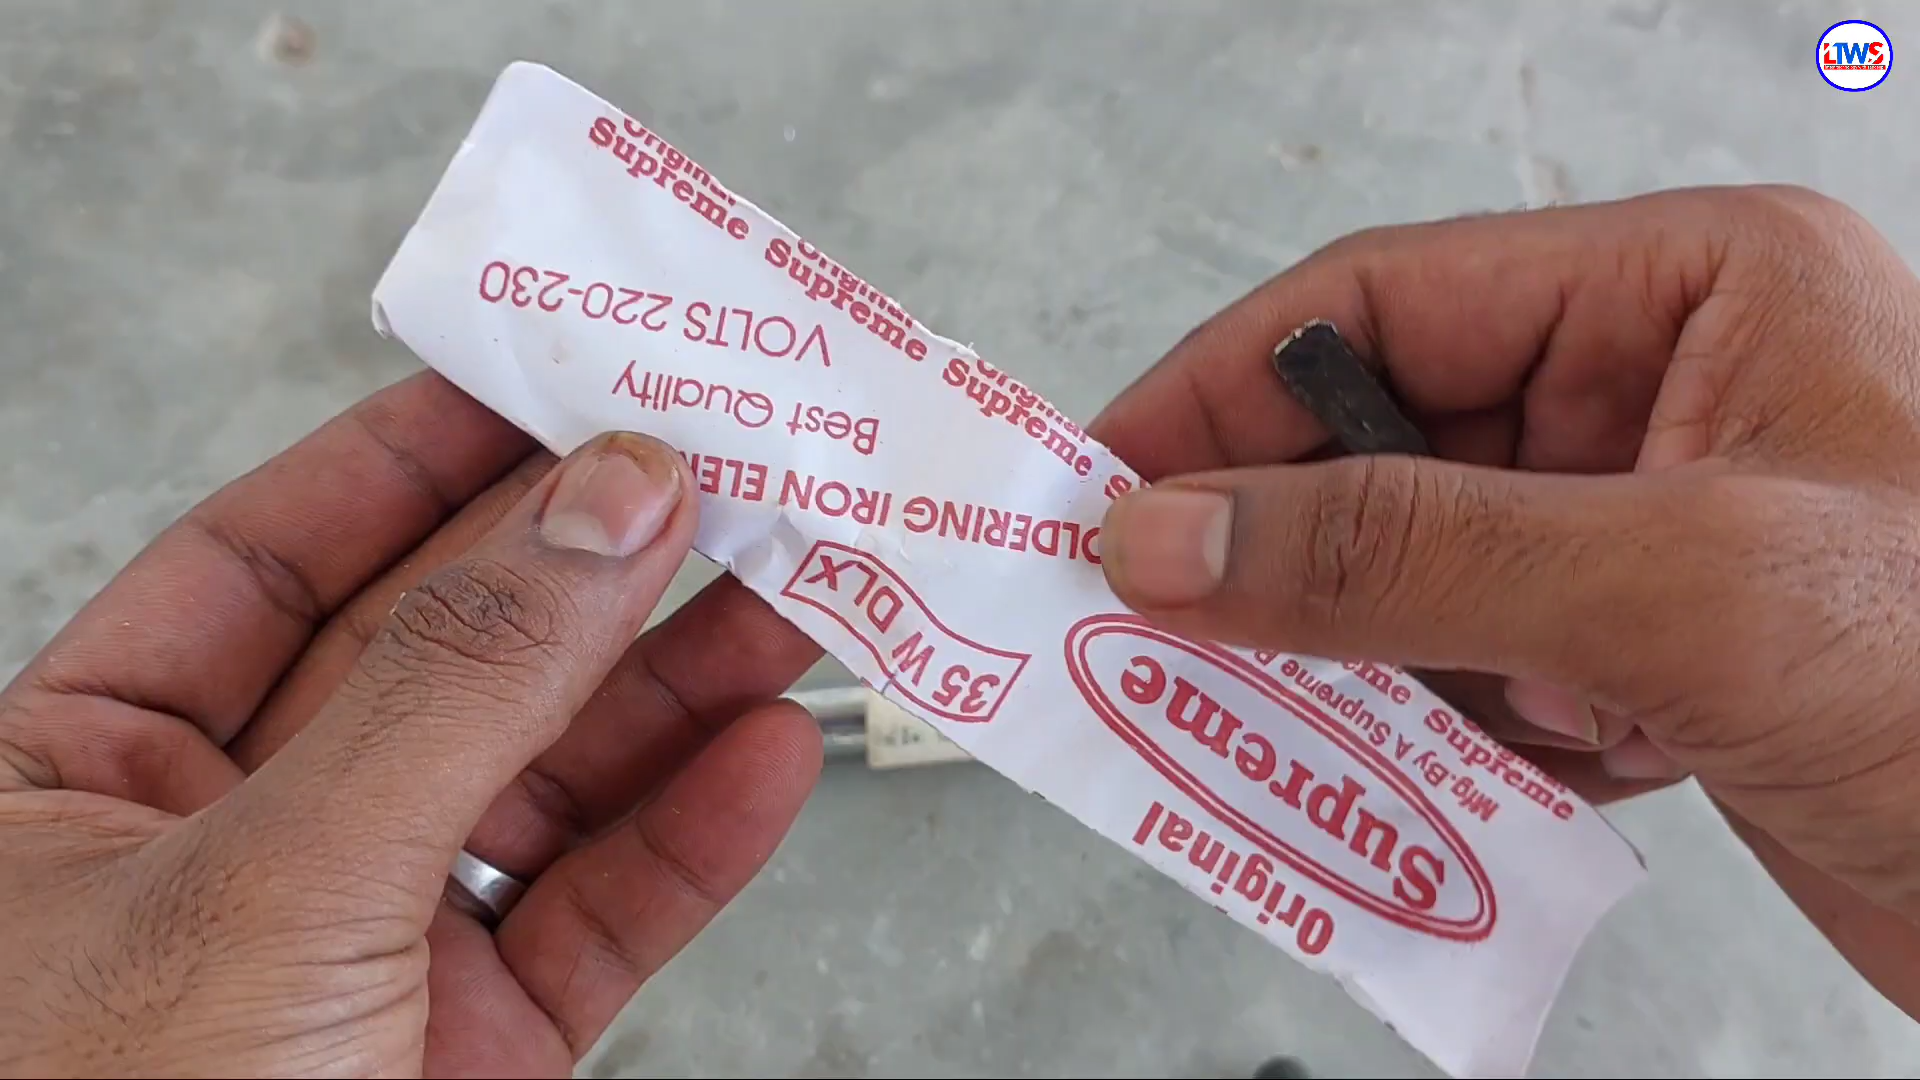 Original
Supreme
Mfg.By A Supreme
35 W DLX
OLDERING IRON ELE
Best Quality
VOLTS 220-230
Supreme Supreme Supreme
Original Original Original
Supreme
LTWS